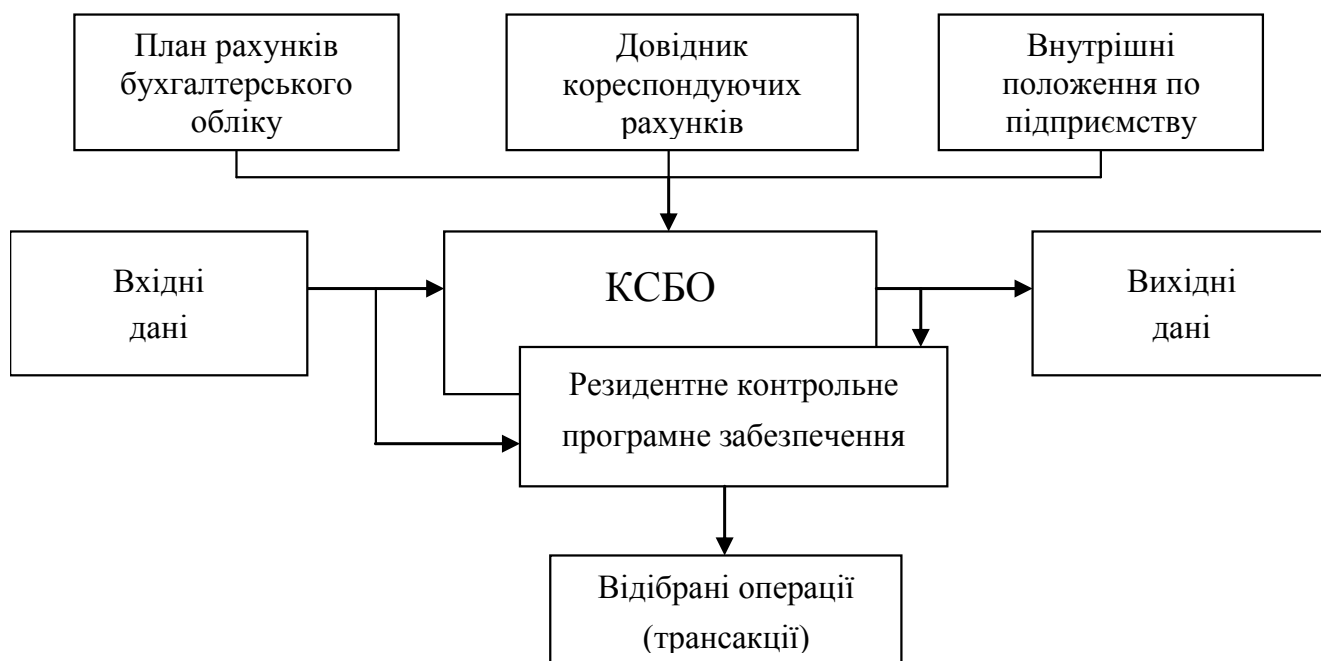 План рахунків
бухгалтерського
обліку
Довідник
кореспондуючих
рахунків
Внутрішні
положення по
підприємству
Вхідні
дані
КСБО
Вихідні
дані
Резидентне контрольне
програмне забезпечення
Відібрані операції
(трансакції)